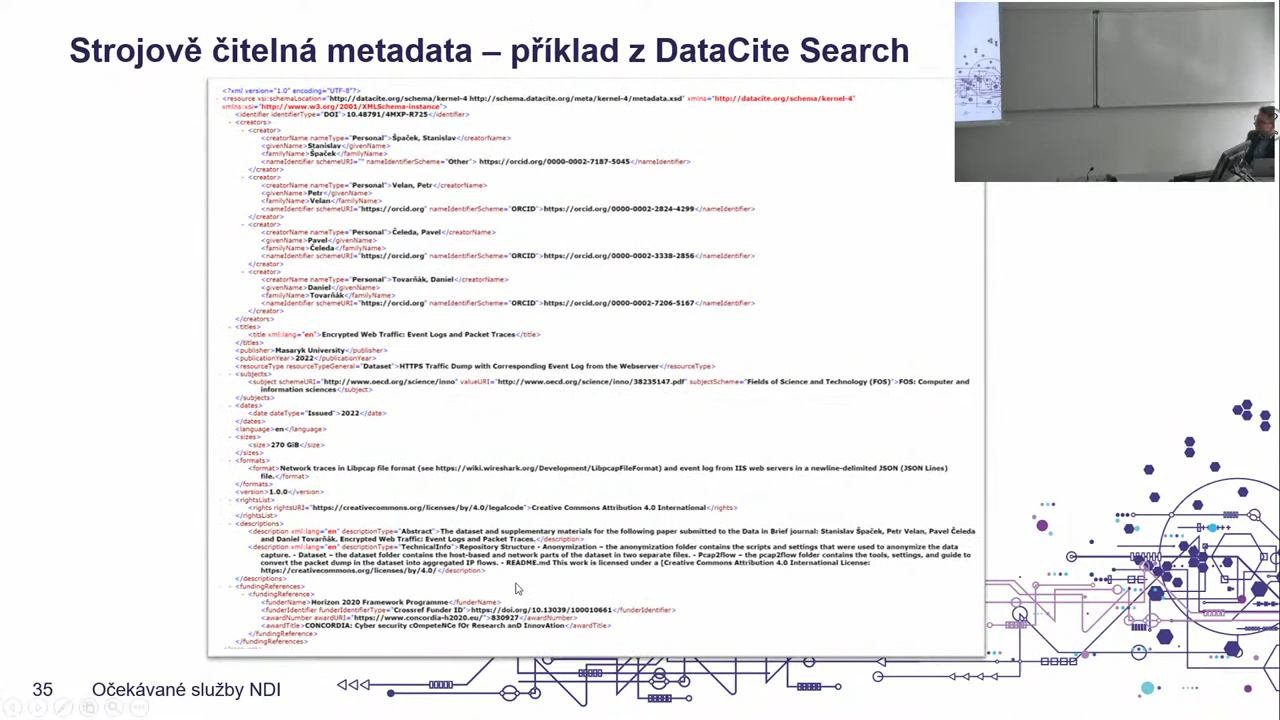 Strojově čitelná metadata – příklad z DataCite Search
<?xml version="1.0" encoding="UTF-8"?>
<resource xsi:schemaLocation="http://datacite.org/schema/kernel-4 http://schema.datacite.org/meta/kernel-4/metadata.xsd" xmlns="http://datacite.org/schema/kernel-4"
xmlns:xsi="http://www.w3.org/2001/XMLSchema-instance">
<identifier identifierType="DOI">10.48791/4MXP-R725</identifier>
- <creators>
- <creator>
<creatorName nameType="Personal">Špaček, Stanislav</creatorName>
<givenName>Stanislav</givenName>
<familyName>Špaček</familyName>
<nameIdentifier schemeURI="" nameIdentifierScheme="Other"> https://orcid.org/0000-0002-7187-5045</nameIdentifier>
</creator>
- <creator>
<creatorName nameType="Personal">Velan, Petr</creatorName>
<givenName>Petr</givenName>
<familyName>Velan</familyName>
<nameIdentifier schemeURI="https://orcid.org" nameIdentifierScheme="ORCID">https://orcid.org/0000-0002-2824-4299</nameIdentifier>
</creator>
- <creator>
<creatorName nameType="Personal">Čeleda, Pavel</creatorName>
<givenName>Pavel</givenName>
<familyName>Čeleda</familyName>
<nameIdentifier schemeURI="https://orcid.org" nameIdentifierScheme="ORCID">https://orcid.org/0000-0002-3338-2856</nameIdentifier>
</creator>
- <creator>
<creatorName nameType="Personal">Tovarňák, Daniel</creatorName>
<givenName>Daniel</givenName>
<familyName>Tovarňák</familyName>
<nameIdentifier schemeURI="https://orcid.org" nameIdentifierScheme="ORCID">https://orcid.org/0000-0002-7206-5167</nameIdentifier>
</creator>
</creators>
- <titles>
<title xml:lang="en">Encrypted Web Traffic: Event Logs and Packet Traces</title>
</titles>
<publisher>Masaryk University</publisher>
<publicationYear>2022</publicationYear>
<resourceType resourceTypeGeneral="Dataset">HTTPS Traffic Dump with Corresponding Event Log from the Webserver</resourceType>
- <subjects>
<subject schemeURI="http://www.oecd.org/science/inno" valueURI="http://www.oecd.org/science/inno/38235147.pdf" subjectScheme="Fields of Science and Technology (FOS)">FOS: Computer and
information sciences</subject>
</subjects>
- <dates>
<date dateType="Issued">2022</date>
</dates>
<language>en</language>
- <sizes>
<size>270 GiB</size>
</sizes>
- <formats>
<format>Network traces in Libpcap file format (see https://wiki.wireshark.org/Development/LibpcapFileFormat) and event log from IIS web servers in a newline-delimited JSON (JSON Lines)
file.</format>
</formats>
<version>1.0.0</version>
- <rightsList>
<rights rightsURI="https://creativecommons.org/licenses/by/4.0/legalcode">Creative Commons Attribution 4.0 International</rights>
</rightsList>
- <descriptions>
<description xml:lang="en" descriptionType="Abstract">The dataset and supplementary materials for the following paper submitted to the Data in Brief journal: Stanislav Špaček, Petr Velan, Pavel Čeleda
and Daniel Tovarňák. Encrypted Web Traffic: Event Logs and Packet Traces.</description>
<description xml:lang="en" descriptionType="TechnicalInfo">Repository Structure - Anonymization – the anonymization folder contains the scripts and settings that were used to anonymize the data
capture. - Dataset – the dataset folder contains the host-based and network parts of the dataset in two separate files. - Pcap2flow – the pcap2flow folder contains the tools, settings, and guide to
convert the packet dump in the dataset into aggregated IP flows. - README.md This work is licensed under a [Creative Commons Attribution 4.0 International License:
https://creativecommons.org/licenses/by/4.0/</description>
</descriptions>
- <fundingReferences>
- <fundingReference>
<funderName>Horizon 2020 Framework Programme</funderName>
<funderIdentifier funderIdentifierType="Crossref Funder ID">https://doi.org/10.13039/100010661</funderIdentifier>
<awardNumber awardURI="https://www.concordia-h2020.eu/">830927</awardNumber>
<awardTitle>CONCORDIA: Cyber security cOmpeteNCe fOr Research anD InnovAtion</awardTitle>
</fundingReference>
</fundingReferences>
35 Očekávané služby NDI